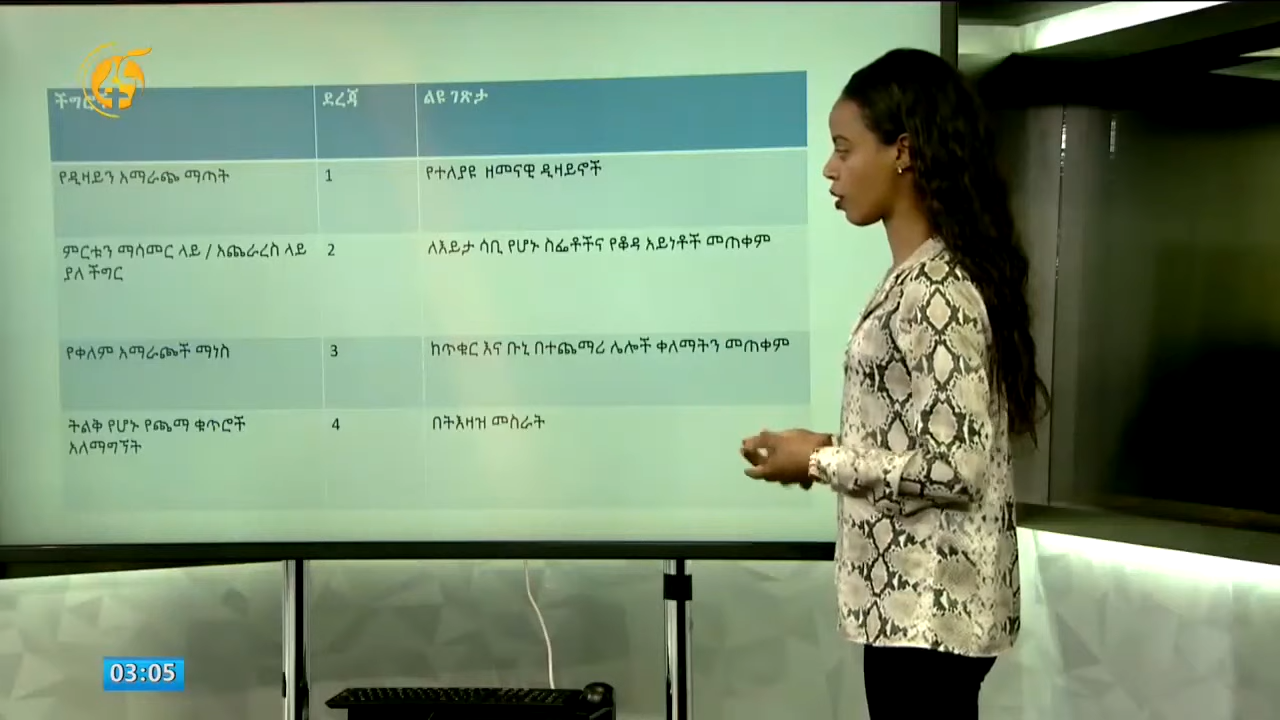 ደረጃ
ልዩ ገጽታ
የዲዛይን አማራጮ ማጣት
1
የተለያዩ ዘመናዊ ዲዛይኖች
ምርቱን ማሳመር ላይ / አጨራረስ ላይ
ያለ ችግር
2
ለእይታ ሳቢ የሆኑ ስፌቶችና የቆዳ አይነቶች መጠቀም
የቀለም አማራጮች ማነስ
3
ከጥቁር እና ቡኒ በተጨማሪ ሌሎች ቀለማትን መጠቀም
ትልቅ የሆኑ የጫማ ቁጥሮች
አለማግኘት
4
በትእዛዝ መስራት
03:05